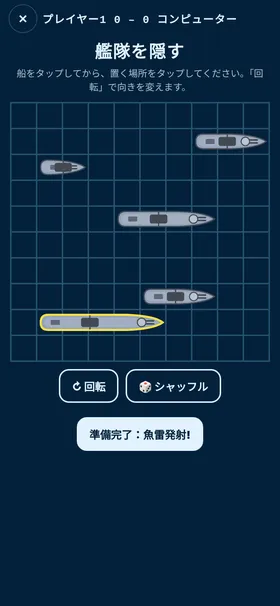 × プレイヤー1 0 – 0 コンピューター
艦隊を隠す
船をタップしてから、置く場所をタップしてください。「回
転」で向きを変えます。
↻ 回転
🎲 シャッフル
準備完了：魚雷発射!